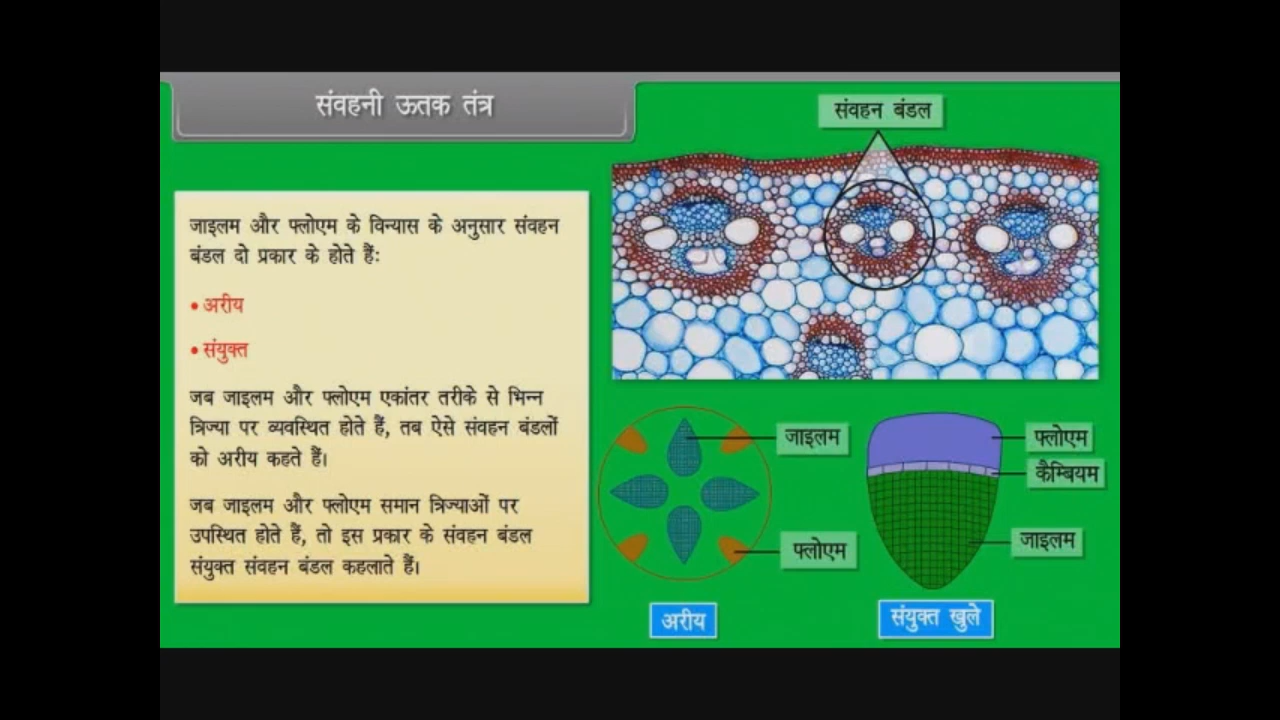 संवहनी ऊतक तंत्र
जाइलम और फ्लोएम के विन्यास के अनुसार संवहन
बंडल दो प्रकार के होते हैं:
• अरीय
• संयुक्त
जब जाइलम और फ्लोएम एकांतर तरीके से भिन्न
त्रिज्या पर व्यवस्थित होते हैं, तब ऐसे संवहन बंडलों
को अरीय कहते हैं।
जब जाइलम और फ्लोएम समान त्रिज्याओं पर
उपस्थित होते हैं, तो इस प्रकार के संवहन बंडल
संयुक्त संवहन बंडल कहलाते हैं।
संवहन बंडल
जाइलम
फ्लोएम
अरीय
फ्लोएम
कैम्बियम
जाइलम
संयुक्त खुले